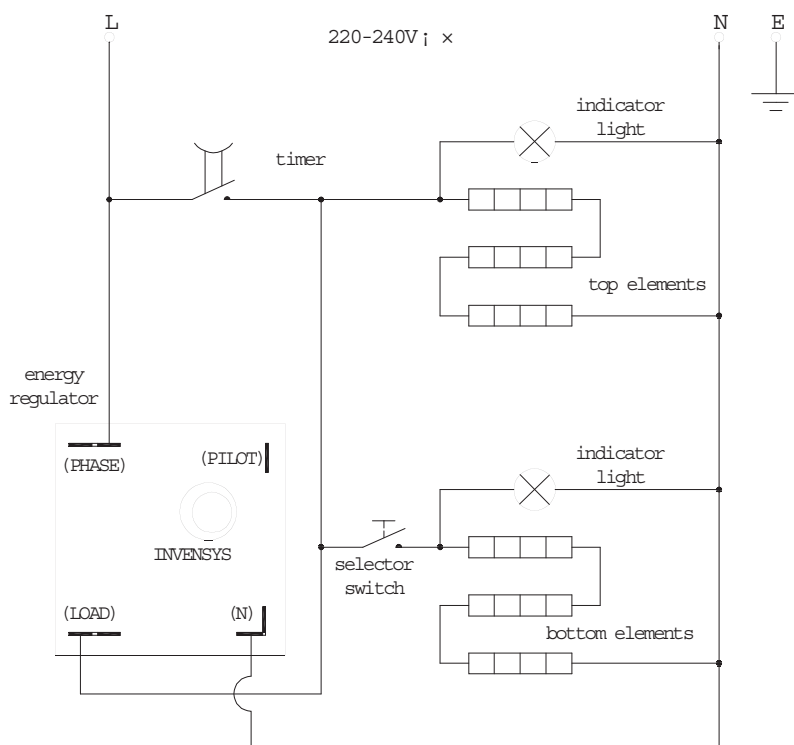 L
220-240V¡ ×
N
E
indicator
light
timer
top elements
energy
regulator
(PHASE)
(PILOT)
INVENSYS
indicator
light
selector
switch
(LOAD)
(N)
bottom elements